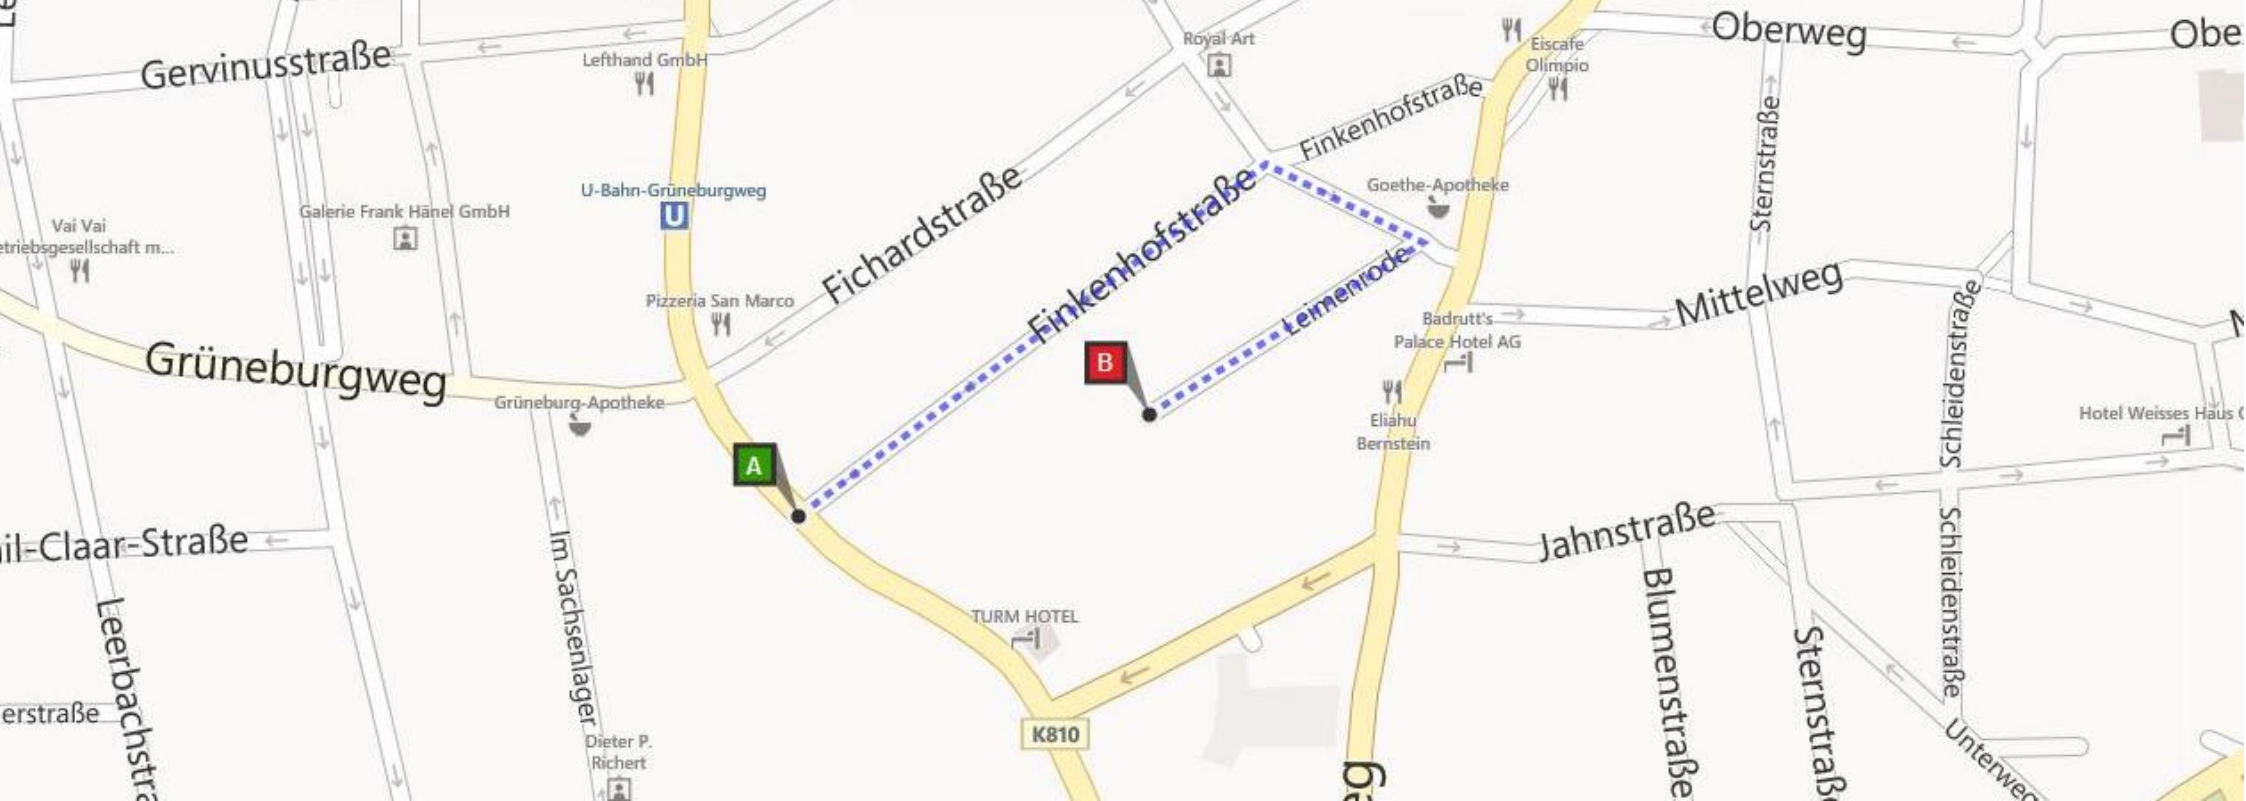 Oberweg
Obe
Royal Art
Eiscafe
Olimpio
Gervinusstraße
Lefthand GmbH
Finkenhofstraße
Sternstraße
U-Bahn-Grüneburgweg
U
Fichardstraße
Finkenhofstraße
Goethe-Apotheke
Galerie Frank Hänel GmbH
Vai Vai
etriebsgesellschaft m...
Leimenrode
Mittelweg
Pizzeria San Marco
Badrutt's
Palace Hotel AG
Schleidenstraße
B
Grüneburgweg
Grüneburg-Apotheke
Eliahu
Bernstein
Hotel Weisses Haus
A
Jahnstraße
il-Claar-Straße
Im Sachsenlager
Schleidenstraße
Blumenstraße
TURM HOTEL
Leerbachstra
Sternstraße
erstraße
K810
Dieter P.
Richert
Unterweg